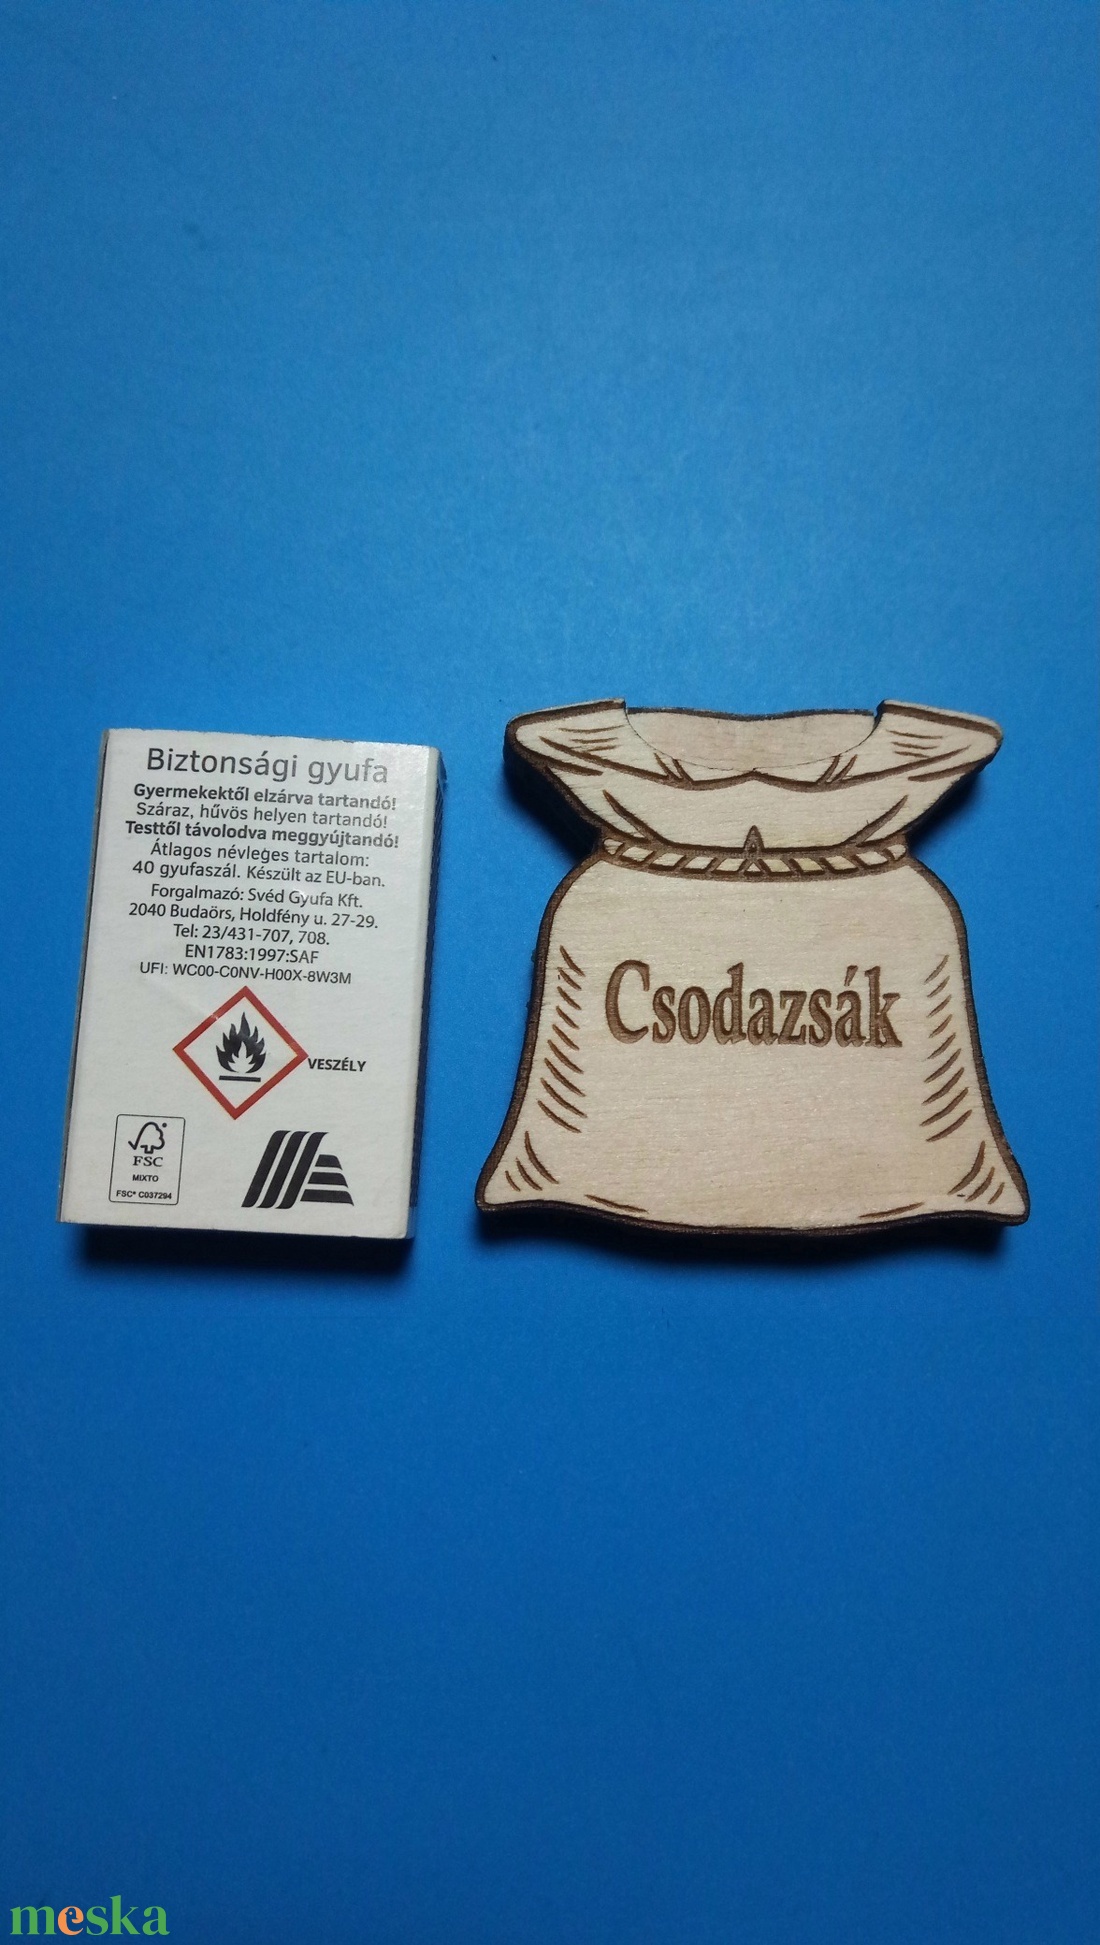 Biztonsági gyufa
Gyermekektől elzárva tartandó!
Száraz, hűvös helyen tartandó!
Testtől távolodva meggyújtandó!
Átlagos névleges tartalom:
40 gyufaszál. Készült az EU-ban.
Forgalmazó: Svéd Gyufa Kft.
2040 Budaörs, Holdfény u. 27-29.
Tel: 23/431-707, 708.
EN1783:1997:SAF
UFI: WC00-C0NV-H00X-8W3M
VESZÉLY
FSC
MIXTO
FSC® C037294
Csodazsák
meska